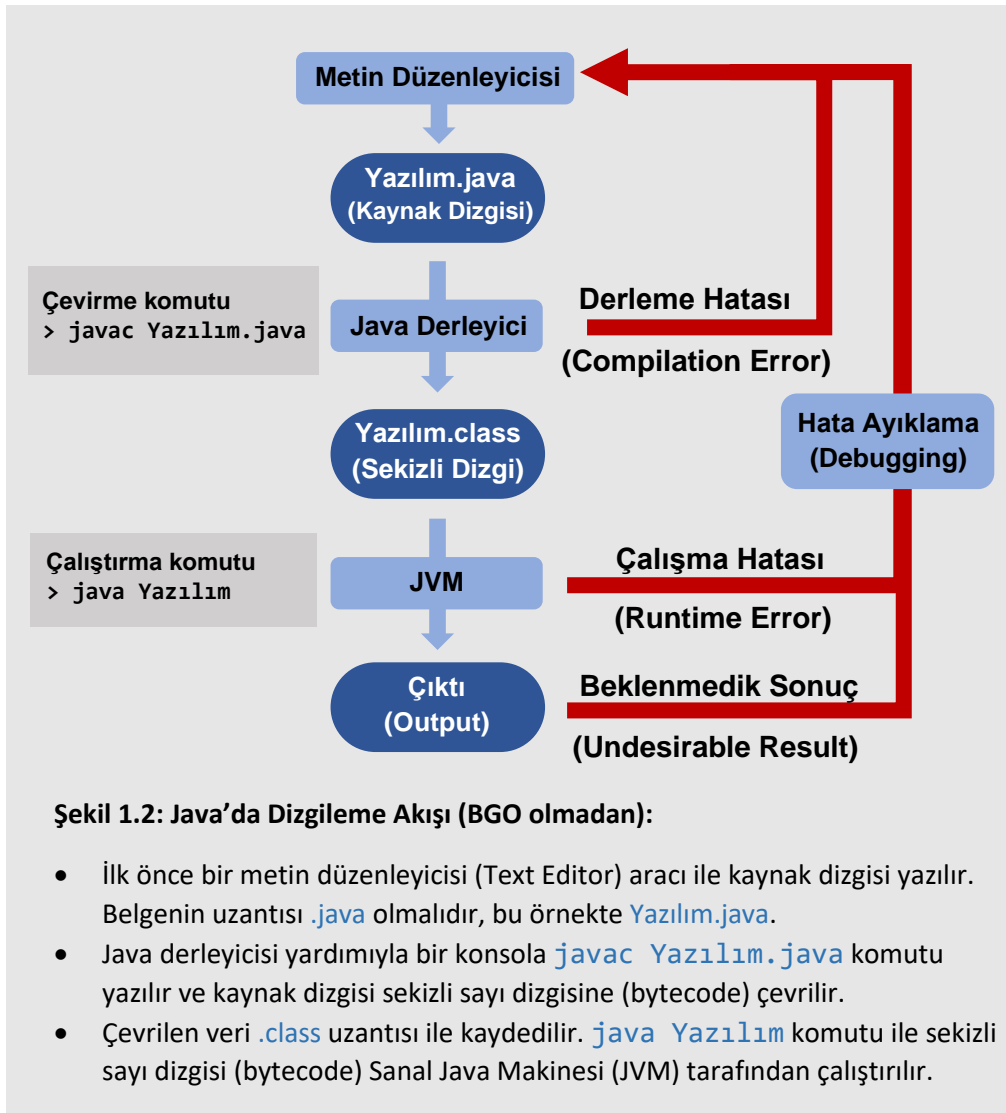 Metin Düzenleyicisi
Yazılım.java
(Kaynak Dizgisi)
Çevirme komutu
> javac Yazılım.java
Java Derleyici
Derleme Hatası
(Compilation Error)
Yazılım.class
(Sekizli Dizgi)
Hata Ayıklama
(Debugging)
Çalıştırma komutu
> java Yazılım
JVM
Çalışma Hatası
(Runtime Error)
Çıktı
(Output)
Beklenmedik Sonuç
(Undesirable Result)
Şekil 1.2: Java’da Dizgileme Akışı (BGO olmadan):
• İlk önce bir metin düzenleyicisi (Text Editor) aracı ile kaynak dizgisi yazılır.
Belgenin uzantısı .java olmalıdır, bu örnekte Yazılım.java.
• Java derleyicisi yardımıyla bir konsola javac Yazılım.java komutu
yazılır ve kaynak dizgisi sekizli sayı dizgisine (bytecode) çevrilir.
• Çevrilen veri .class uzantısı ile kaydedilir. java Yazılım komutu ile sekizli
sayı dizgisi (bytecode) Sanal Java Makinesi (JVM) tarafından çalıştırılır.